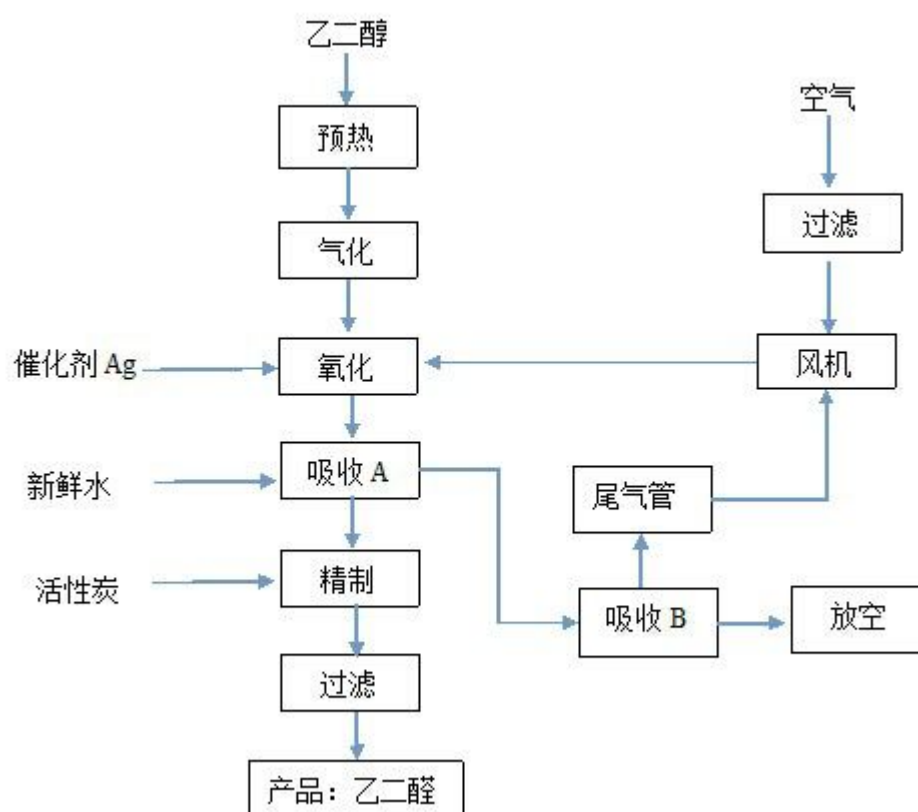 乙二醇
空气
预热
过滤
气化
催化剂 Ag
氧化
风机
新鲜水
吸收 A
尾气管
活性炭
精制
吸收 B
放空
过滤
产品：乙二醛